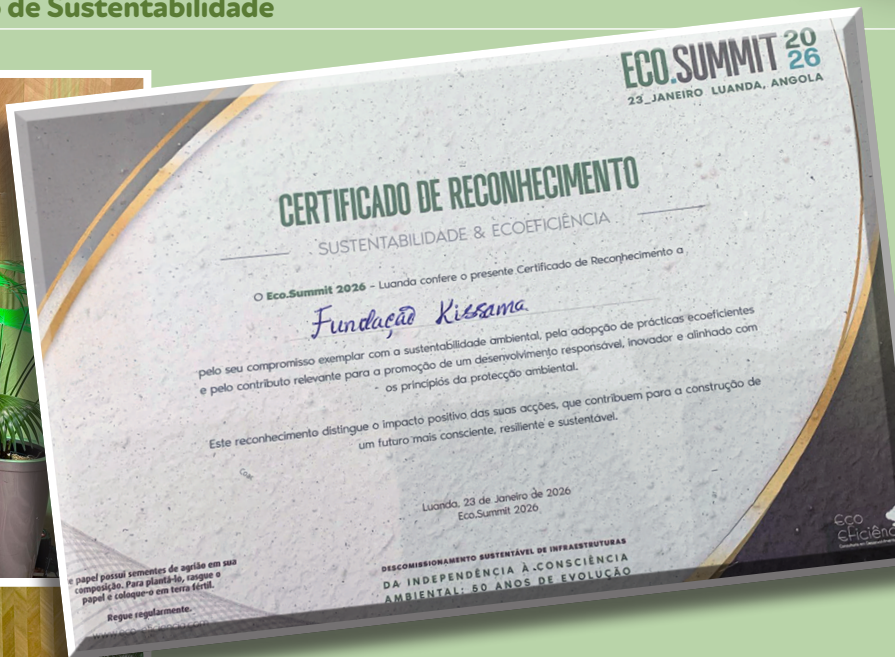 de Sustentabilidade
ECO.SUMMIT 20
26
23_JANEIRO LUANDA, ANGOLA
CERTIFICADO DE RECONHECIMENTO
SUSTENTABILIDADE & ECOEFICIÊNCIA
O Eco.Summit 2026 - Luanda confere o presente Certificado de Reconhecimento a
Fundação Kissama
pelo seu compromisso exemplar com a sustentabilidade ambiental, pela adopção de prácticas ecoeficientes
e pelo contributo relevante para a promoção de um desenvolvimento responsável, inovador e alinhado com
os princípios da protecção ambiental.
Este reconhecimento distingue o impacto positivo das suas acções, que contribuem para a construção de
um futuro mais consciente, resiliente e sustentável.
Luanda, 23 de Janeiro de 2026
Eco.Summit 2026
DESCOMISSIONAMENTO SUSTENTÁVEL DE INFRAESTRUTURAS
DA INDEPENDÊNCIA À CONSCIÊNCIA
AMBIENTAL: 50 ANOS DE EVOLUÇÃO
e papel possui sementes de agrião em sua
composição. Para plantá-lo, rasgue o
papel e coloque-o em terra fértil.
Regue regularmente.
eco
eficiênc